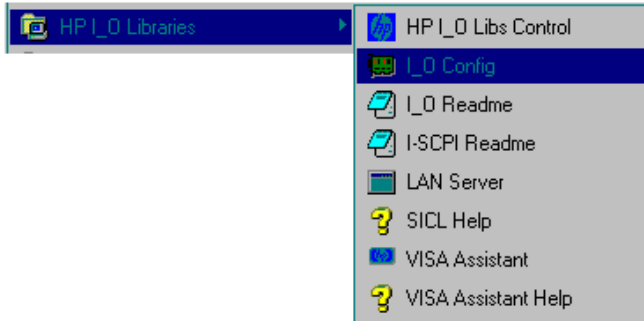 HP I_O Libraries
HP I_O Libs Control
I_O Config
I_O Readme
I-SCPI Readme
LAN Server
SICL Help
VISA Assistant
VISA Assistant Help